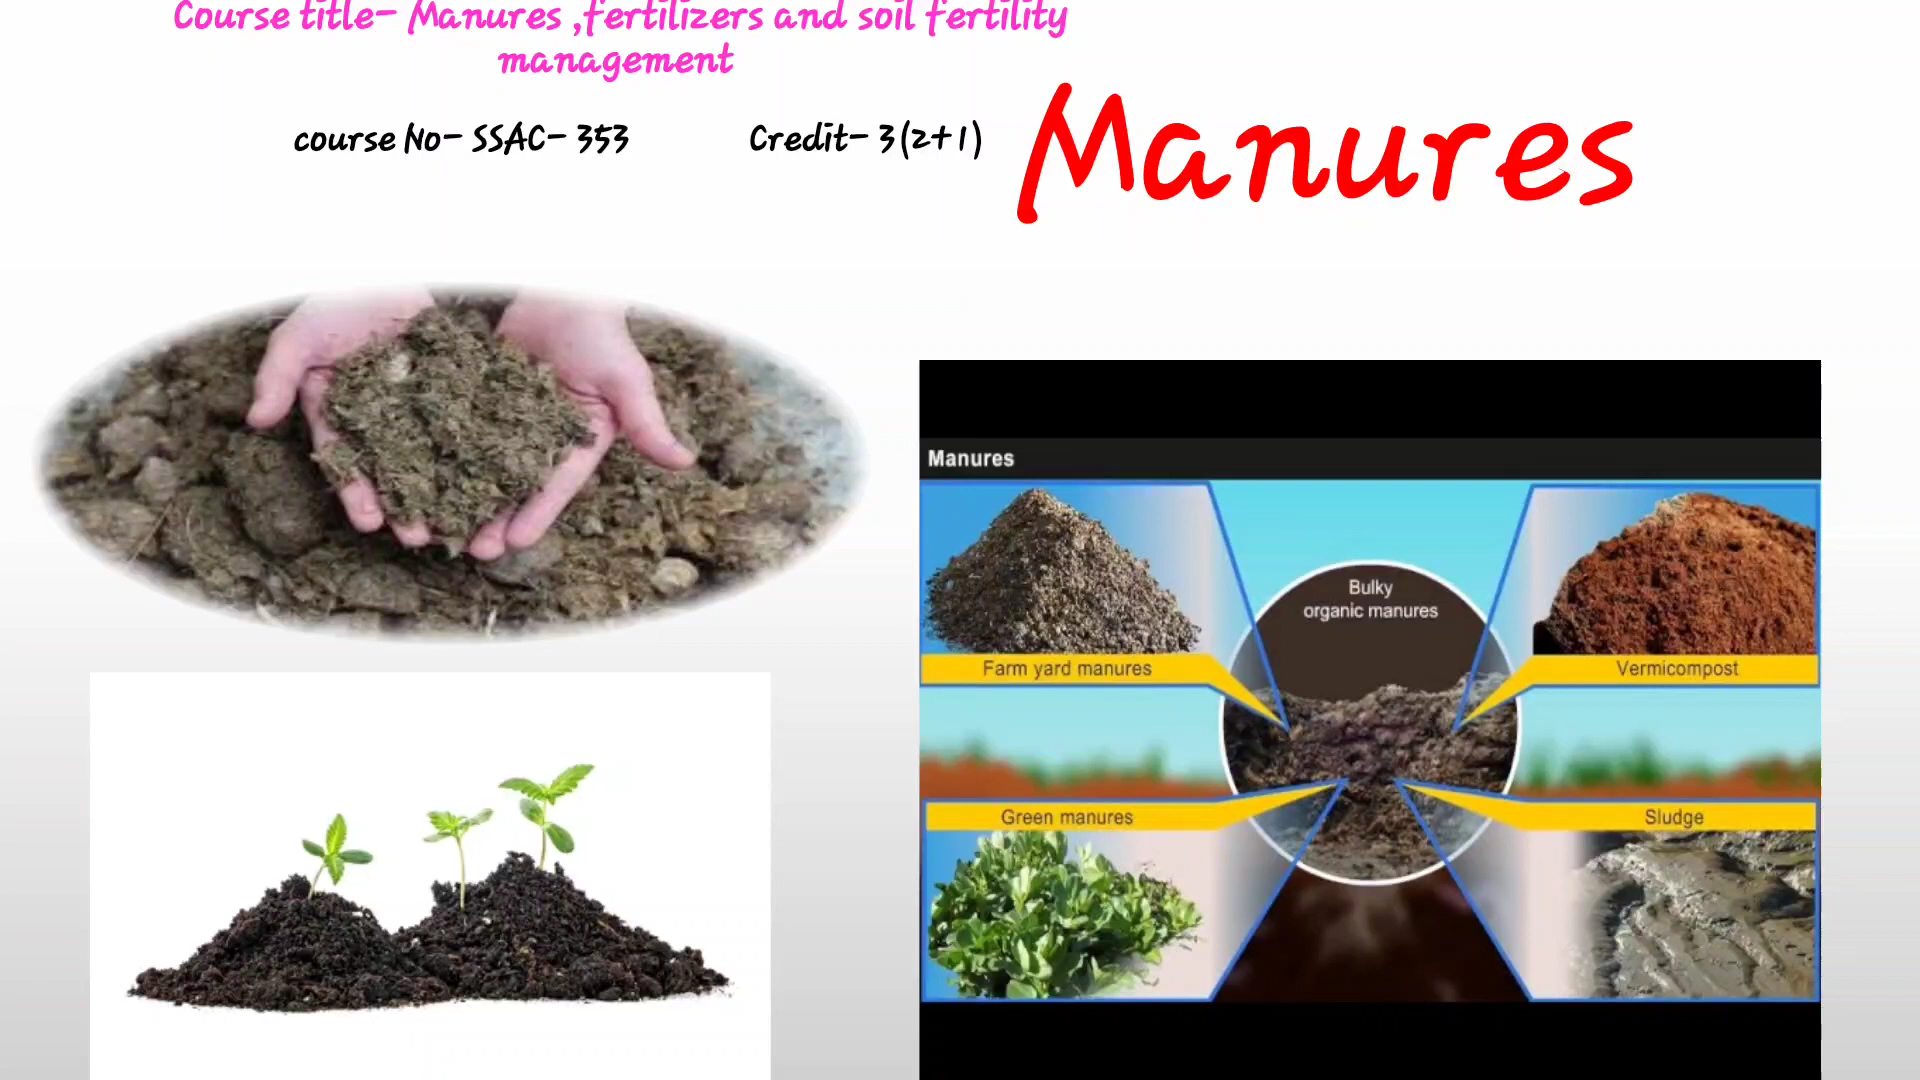 Course title- Manures ,fertilizers and soil fertility
management
course No- SSAC- 353
Credit- 3(2+1)
Manures
Manures
Bulky
organic manures
Farm yard manures
Vermicompost
Green manures
Sludge